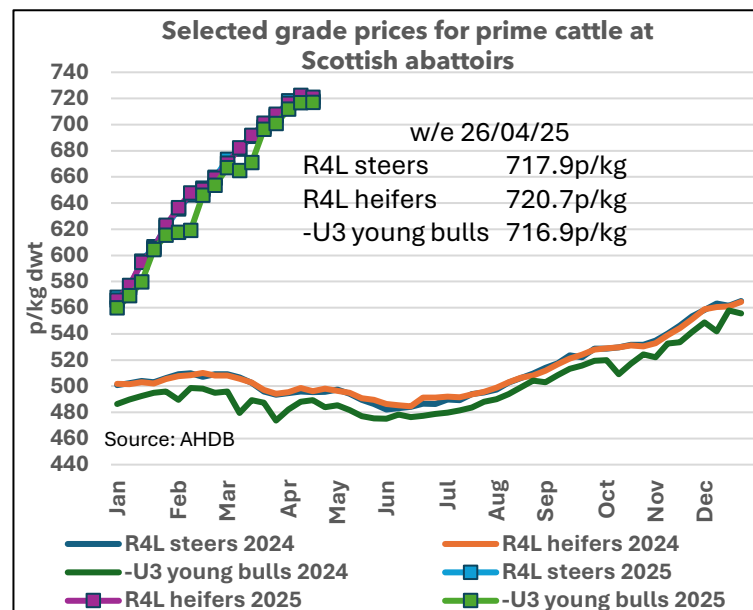 Selected grade prices for prime cattle at
Scottish abattoirs
740
720
700
680
660
640
620
600
580
560
540
520
500
480
460
440
p/kg dwt
w/e 26/04/25
R4L steers 717.9p/kg
R4L heifers 720.7p/kg
-U3 young bulls 716.9p/kg
Source: AHDB
Jan Feb Mar Apr May Jun Jul Aug Sep Oct Nov Dec
R4L steers 2024 R4L heifers 2024
-U3 young bulls 2024 R4L steers 2025
R4L heifers 2025 -U3 young bulls 2025